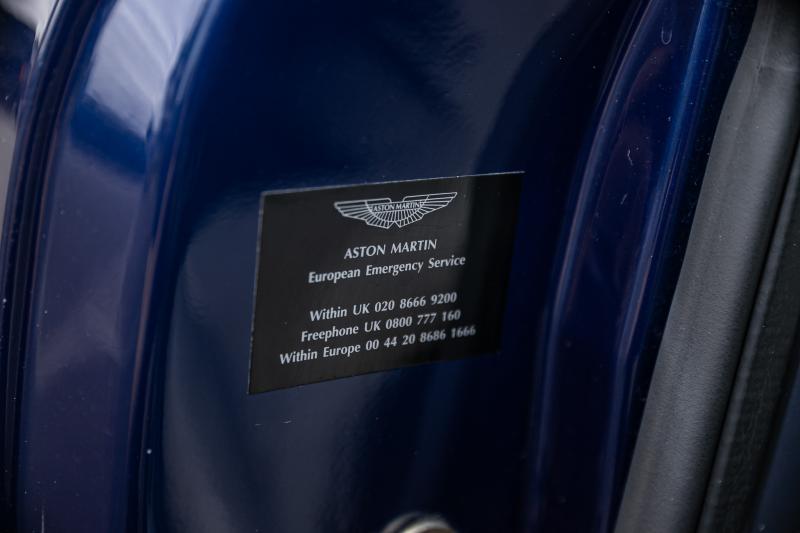 ASTON MARTIN
ASTON MARTIN
European Emergency Service
Within UK 020 8666 9200
Freephone UK 0800 777 160
Within Europe 00 44 20 8686 1666